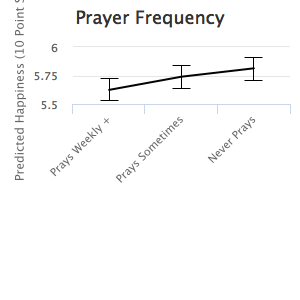 Prayer Frequency
Predicted Happiness (10 Point
6
5.75
5.5
Prays Weekly +
Prays Sometimes
Never Prays